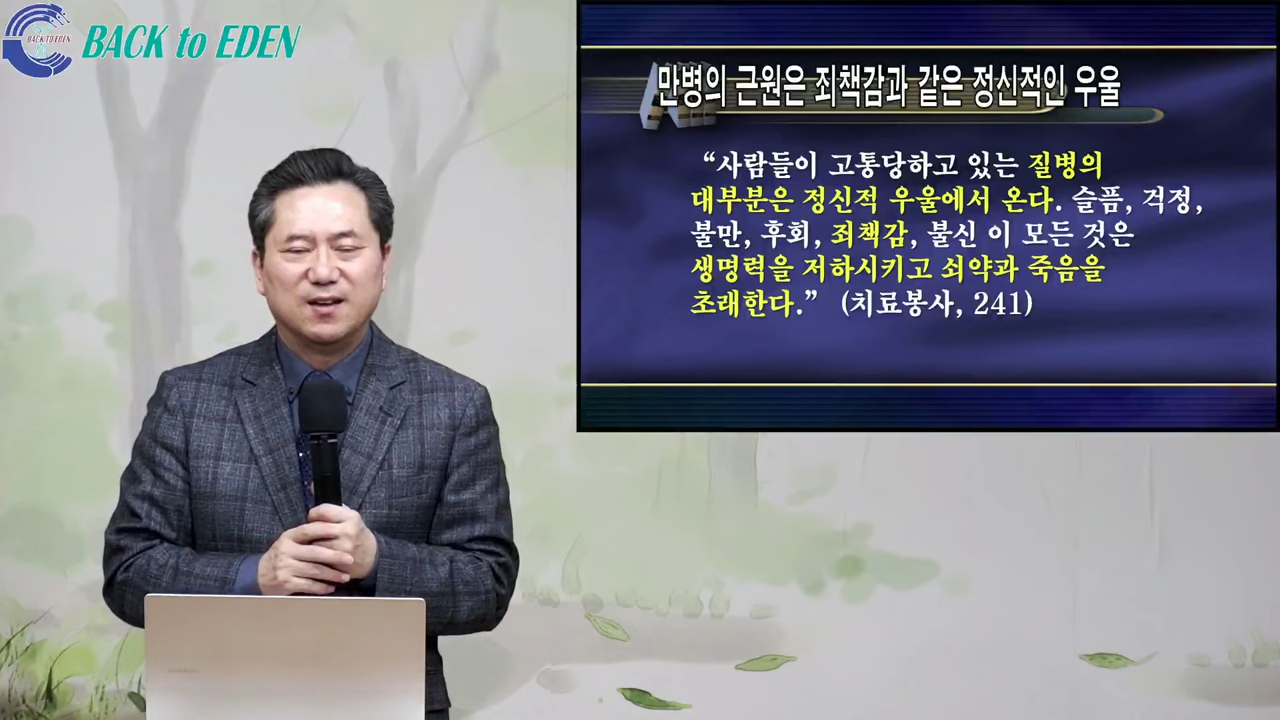 BACK TO EDEN
BACK to EDEN
만병의 근원은 죄책감과 같은 정신적인 우울
“사람들이 고통당하고 있는 질병의
대부분은 정신적 우울에서 온다. 슬픔, 걱정,
불만, 후회, 죄책감, 불신 이 모든 것은
생명력을 저하시키고 쇠약과 죽음을
초래한다.” (치료봉사, 241)